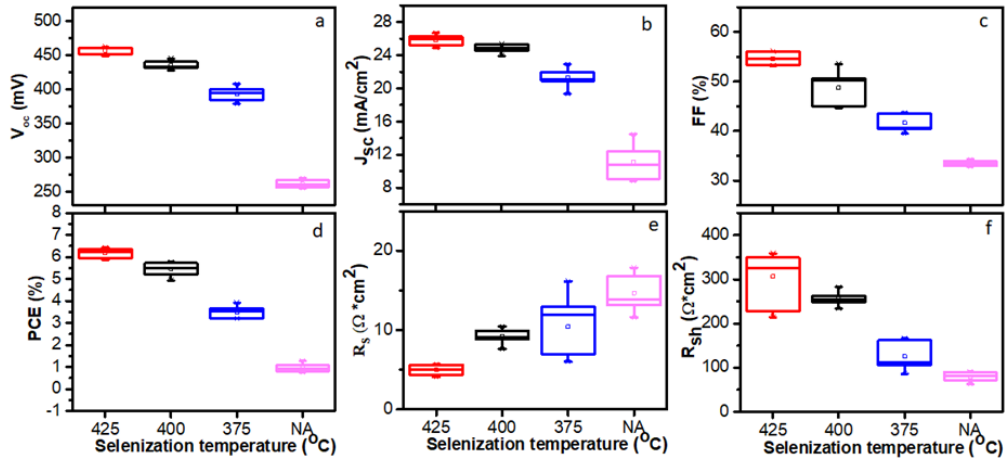 a
500
450
400
350
300
250
V_oc (mV)
b
28
24
20
16
12
8
J_sc (mA/cm²)
c
60
50
40
30
FF (%)
d
6
5
4
3
2
1
0
-1
PCE (%)
425 400 375 NA
Selenization temperature (°C)
e
20
10
0
R_s (Ω *cm²)
425 400 375 NA
Selenization temperature (°C)
f
400
300
200
100
0
R_sh (Ω*cm²)
425 400 375 NA
Selenization temperature (°C)